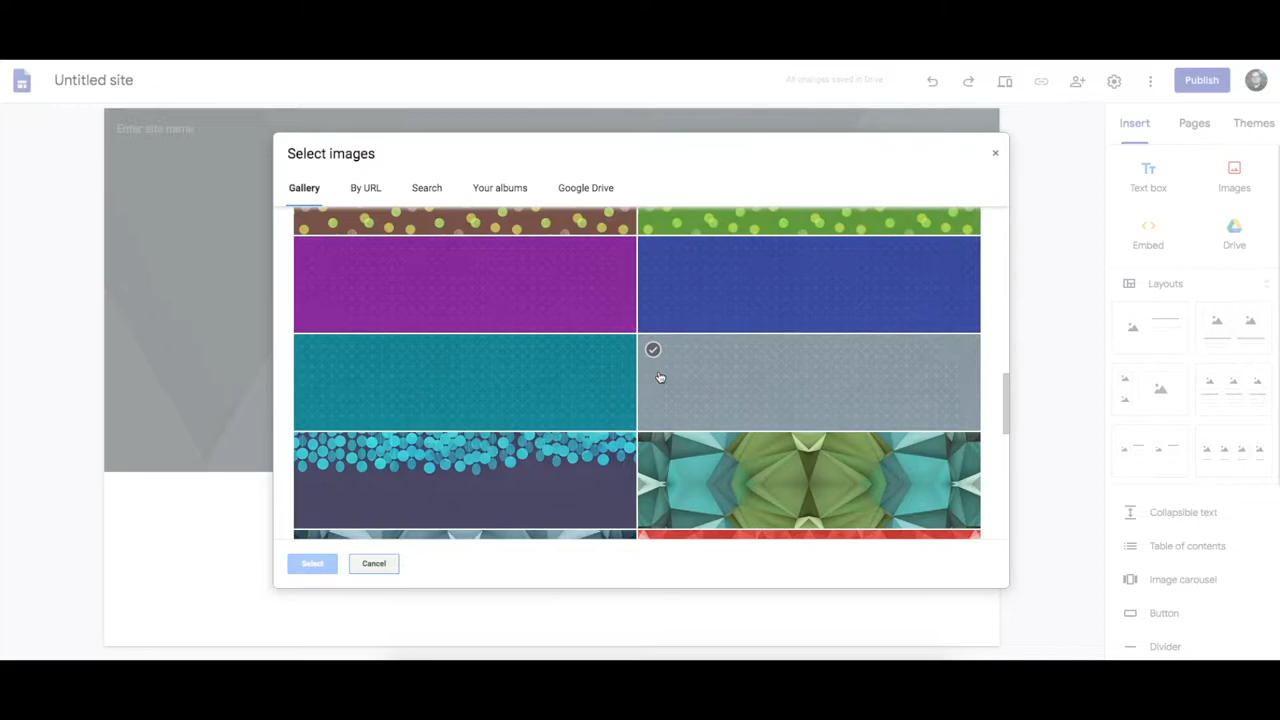 Untitled site
All changes saved in Drive
Publish
Enter site name
Insert
Pages
Themes
Select images
×
Gallery
By URL
Search
Your albums
Google Drive
Tt
Text box
Images
Embed
Drive
Layouts
Collapsible text
Table of contents
Image carousel
Button
Divider
Select
Cancel